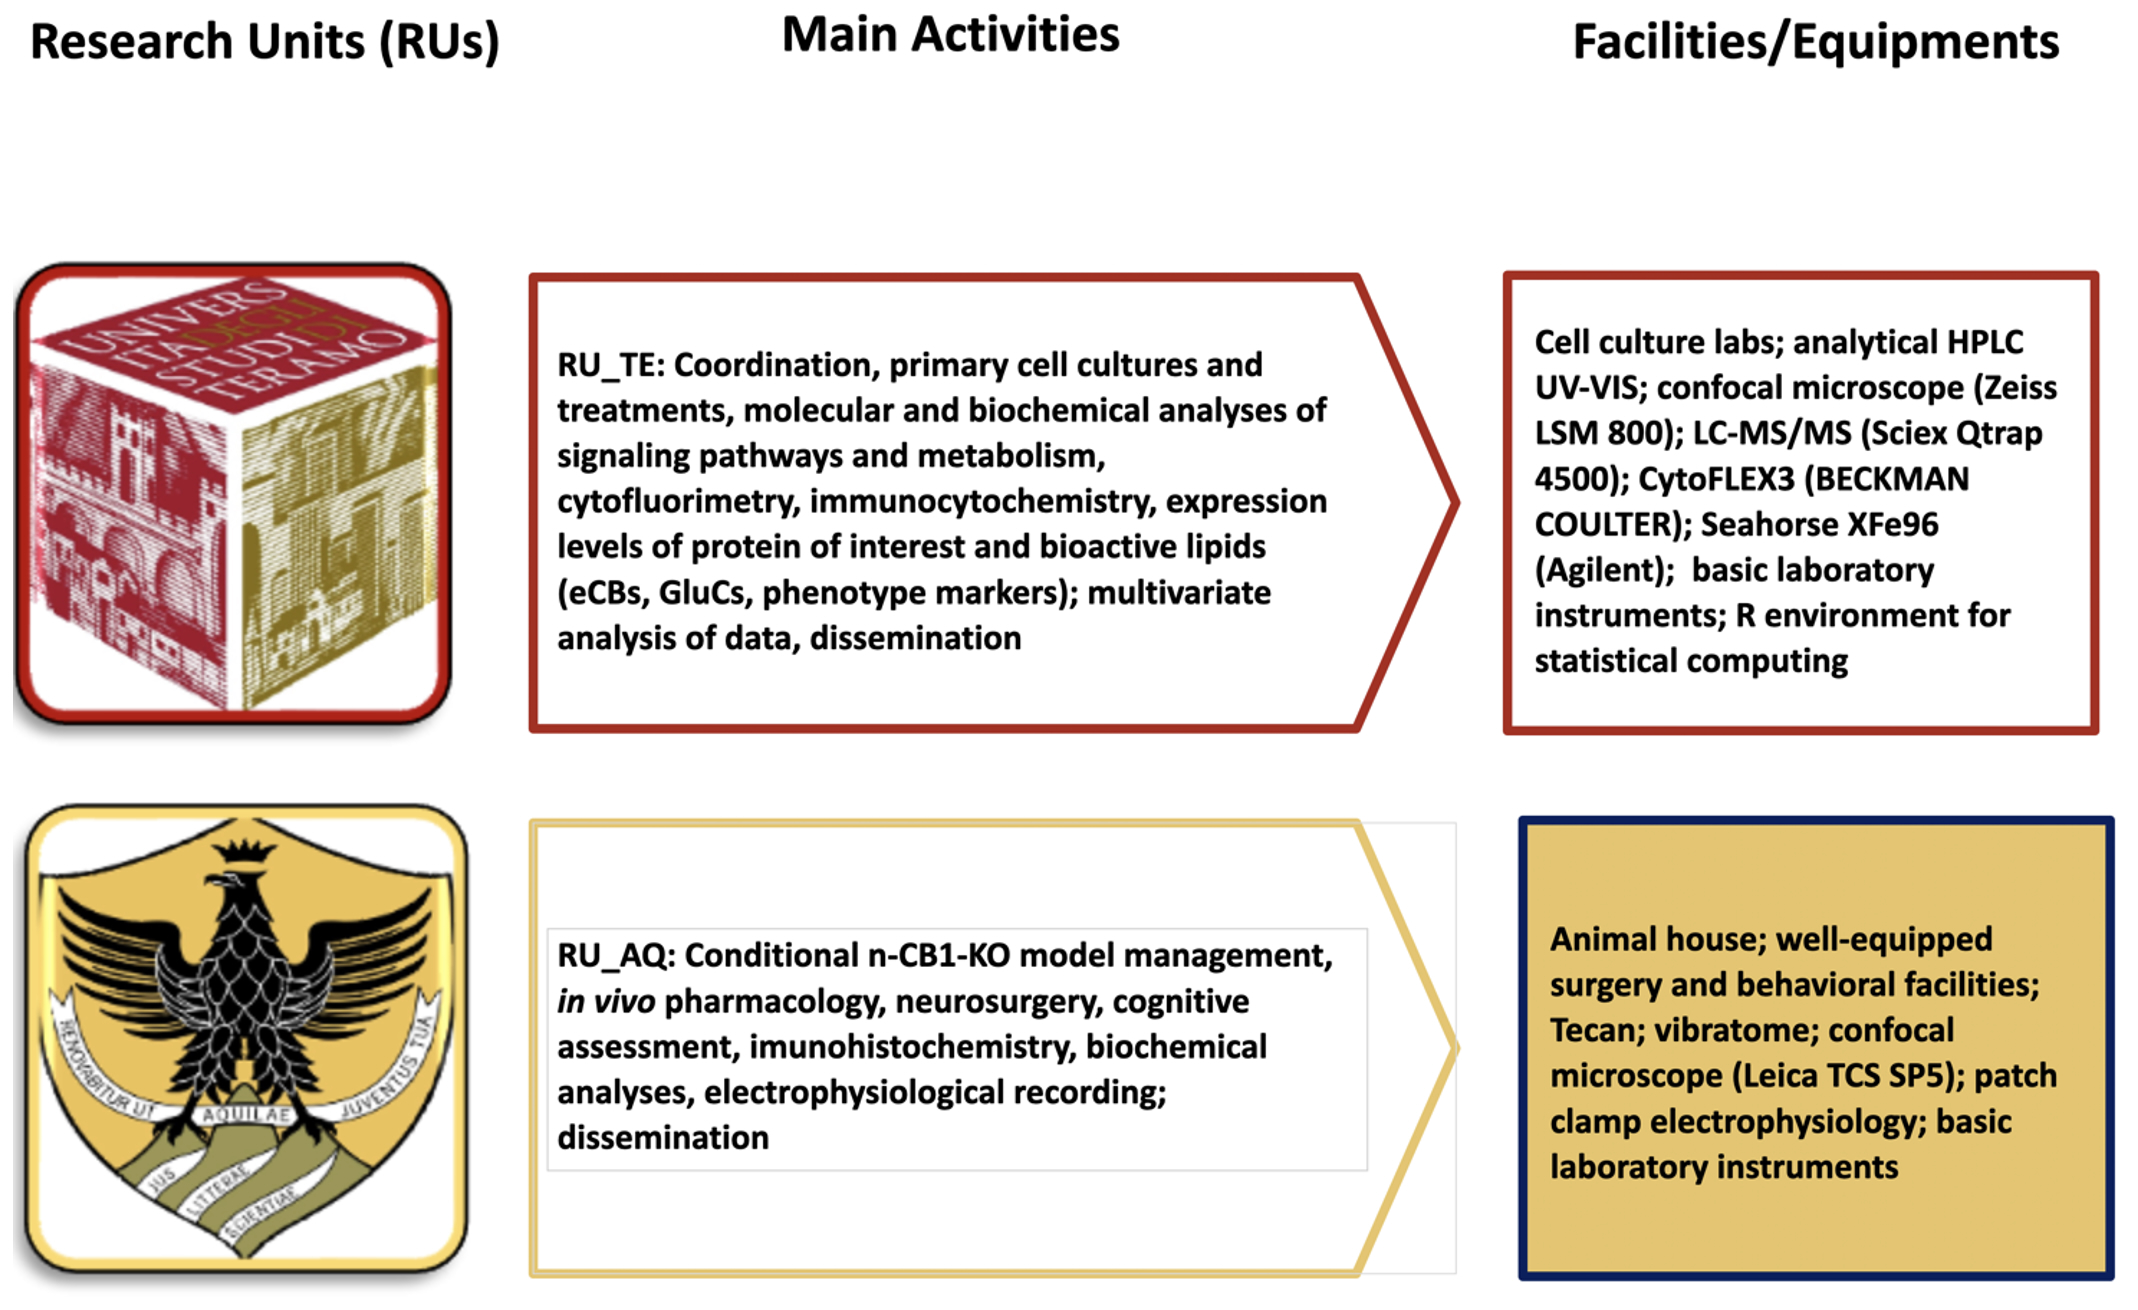 Research Units (RUs)
Main Activities
Facilities/Equipments
UNIVERS
ITADEGLI
STUDIDI
TERAMO
RU_TE: Coordination, primary cell cultures and
treatments, molecular and biochemical analyses of
signaling pathways and metabolism,
cytofluorimetry, immunocytochemistry, expression
levels of protein of interest and bioactive lipids
(eCBs, GluCs, phenotype markers); multivariate
analysis of data, dissemination
Cell culture labs; analytical HPLC
UV-VIS; confocal microscope (Zeiss
LSM 800); LC-MS/MS (Sciex Qtrap
4500); CytoFLEX3 (BECKMAN
COULTER); Seahorse XFe96
(Agilent);  basic laboratory
instruments; R environment for
statistical computing
RENOVABITUR UT
AQUILAE
JUVENTUS TUA
JUS
LITTERAE
SCIENTIAE
RU_AQ: Conditional n-CB1-KO model management,
in vivo pharmacology, neurosurgery, cognitive
assessment, imunohistochemistry, biochemical
analyses, electrophysiological recording;
dissemination
Animal house; well-equipped
surgery and behavioral facilities;
Tecan; vibratome; confocal
microscope (Leica TCS SP5); patch
clamp electrophysiology; basic
laboratory instruments